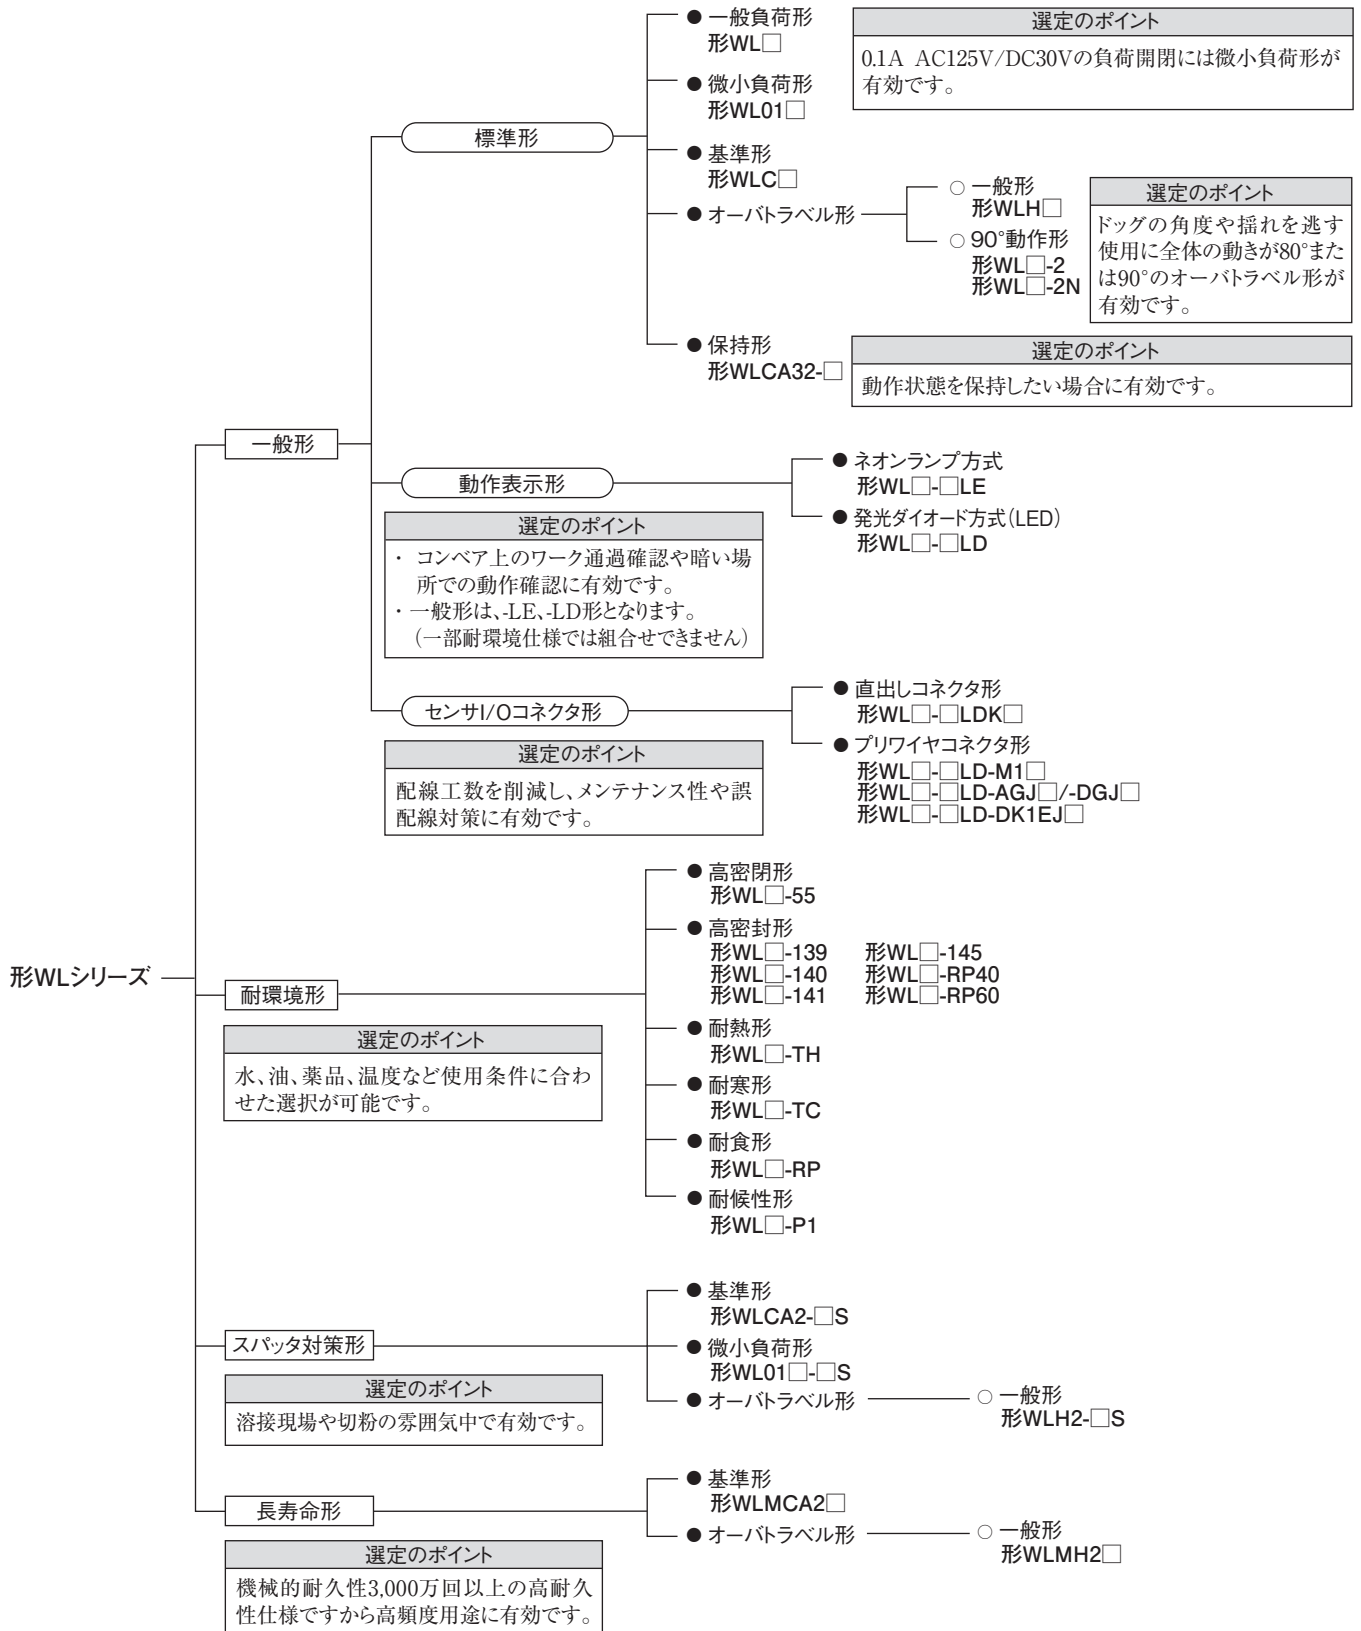 ● 一般負荷形
形WL□
選定のポイント
0.1A AC125V/DC30Vの負荷開閉には微小負荷形が
有効です。
● 微小負荷形
形WL01□
標準形
● 基準形
形WLC□
● オーバトラベル形
○ 一般形
形WLH□
○ 90°動作形
形WL□-2
形WL□-2N
選定のポイント
ドッグの角度や揺れを逃す
使用に全体の動きが80°また
は90°のオーバトラベル形が
有効です。
● 保持形
形WLCA32-□
選定のポイント
動作状態を保持したい場合に有効です。
一般形
動作表示形
● ネオンランプ方式
形WL□-□LE
● 発光ダイオード方式(LED)
形WL□-□LD
選定のポイント
・ コンベア上のワーク通過確認や暗い場
所での動作確認に有効です。
・ 一般形は、-LE、-LD形となります。
(一部耐環境仕様では組合せできません)
センサI/Oコネクタ形
● 直出しコネクタ形
形WL□-□LDK□
● プリワイヤコネクタ形
形WL□-□LD-M1□
形WL□-□LD-AGJ□/-DGJ□
形WL□-□LD-DK1EJ□
選定のポイント
配線工数を削減し、メンテナンス性や誤
配線対策に有効です。
形WLシリーズ
耐環境形
選定のポイント
水、油、薬品、温度など使用条件に合わ
せた選択が可能です。
● 高密閉形
形WL□-55
● 高密封形
形WL□-139 形WL□-145
形WL□-140 形WL□-RP40
形WL□-141 形WL□-RP60
● 耐熱形
形WL□-TH
● 耐寒形
形WL□-TC
● 耐食形
形WL□-RP
● 耐候性形
形WL□-P1
スパッタ対策形
選定のポイント
溶接現場や切粉の雰囲気中で有効です。
● 基準形
形WLCA2-□S
● 微小負荷形
形WL01□-□S
● オーバトラベル形
○ 一般形
形WLH2-□S
長寿命形
選定のポイント
機械的耐久性3,000万回以上の高耐久
性仕様ですから高頻度用途に有効です。
● 基準形
形WLMCA2□
● オーバトラベル形
○ 一般形
形WLMH2□